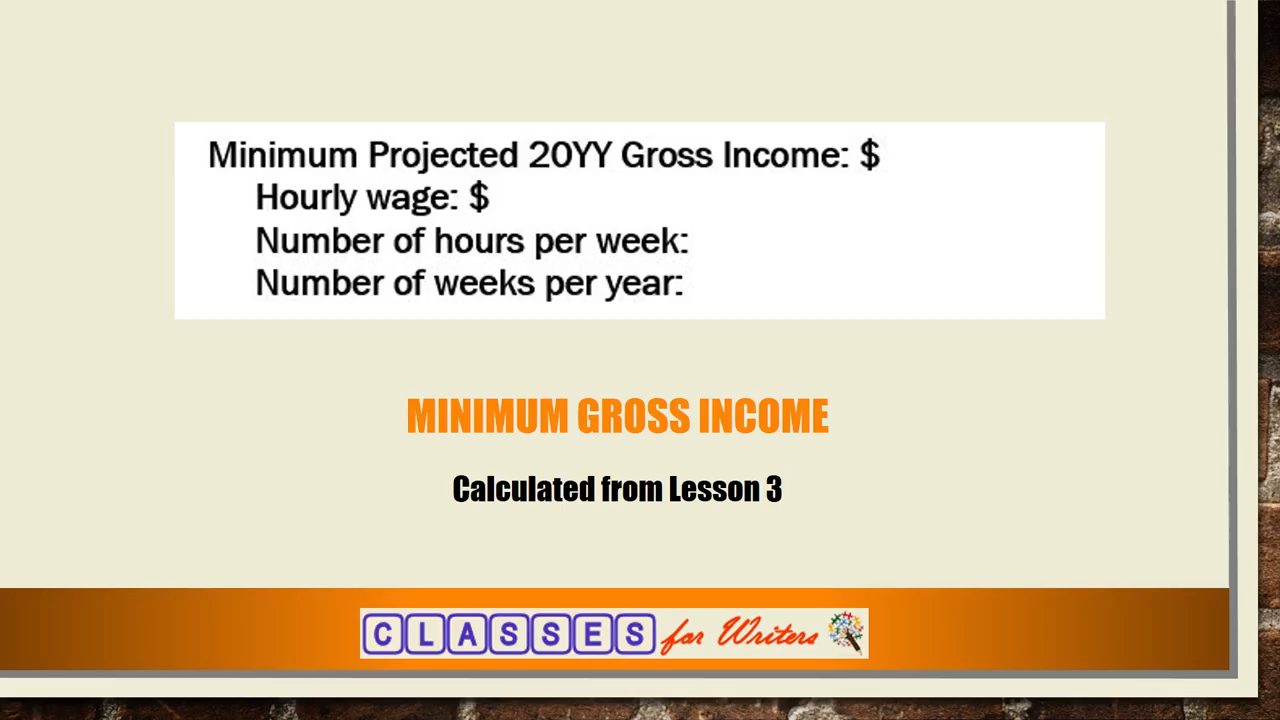 Minimum Projected 20YY Gross Income: $
Hourly wage: $
Number of hours per week:
Number of weeks per year:
MINIMUM GROSS INCOME
Calculated from Lesson 3
CLASSES for Writers